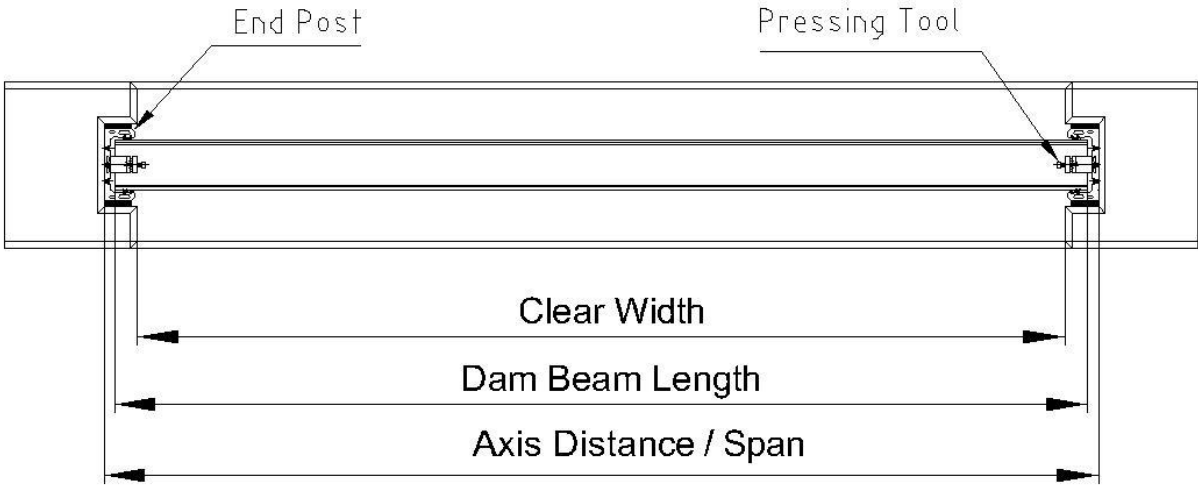 End Post
Pressing Tool
Clear Width
Dam Beam Length
Axis Distance / Span